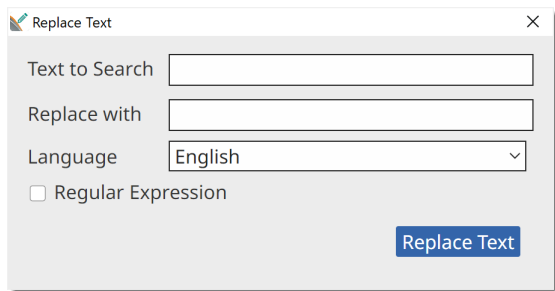 Replace Text
Text to Search
Replace with
Language English
Regular Expression
Replace Text